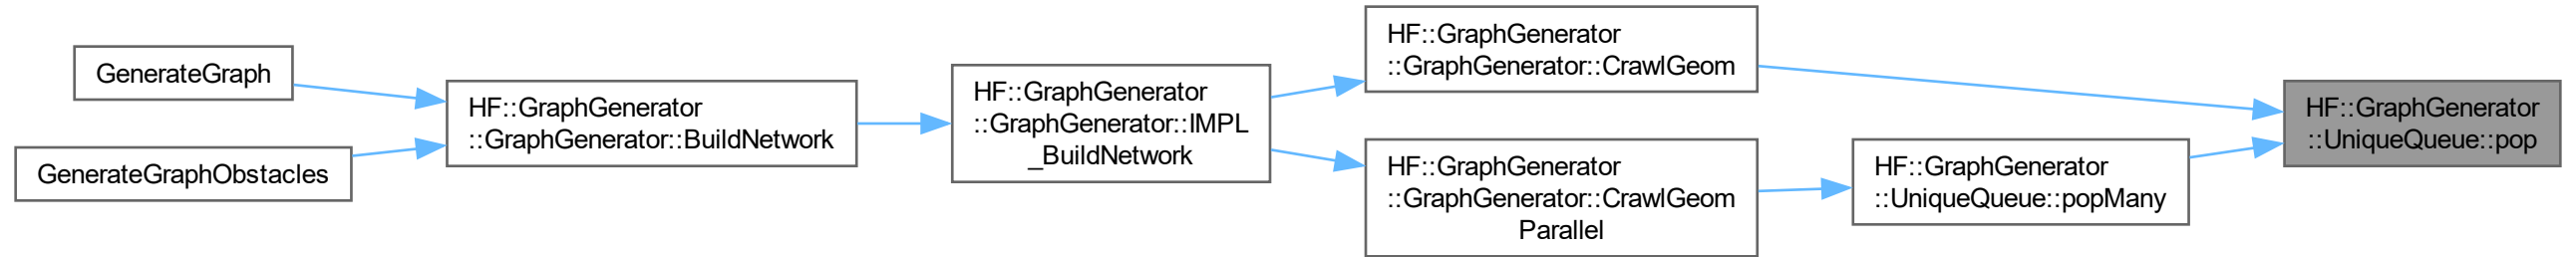 GenerateGraph
GenerateGraphObstacles
HF::GraphGenerator
::GraphGenerator::BuildNetwork
HF::GraphGenerator
::GraphGenerator::IMPL
_BuildNetwork
HF::GraphGenerator
::GraphGenerator::CrawlGeom
HF::GraphGenerator
::GraphGenerator::CrawlGeom
Parallel
HF::GraphGenerator
::UniqueQueue::popMany
HF::GraphGenerator
::UniqueQueue::pop